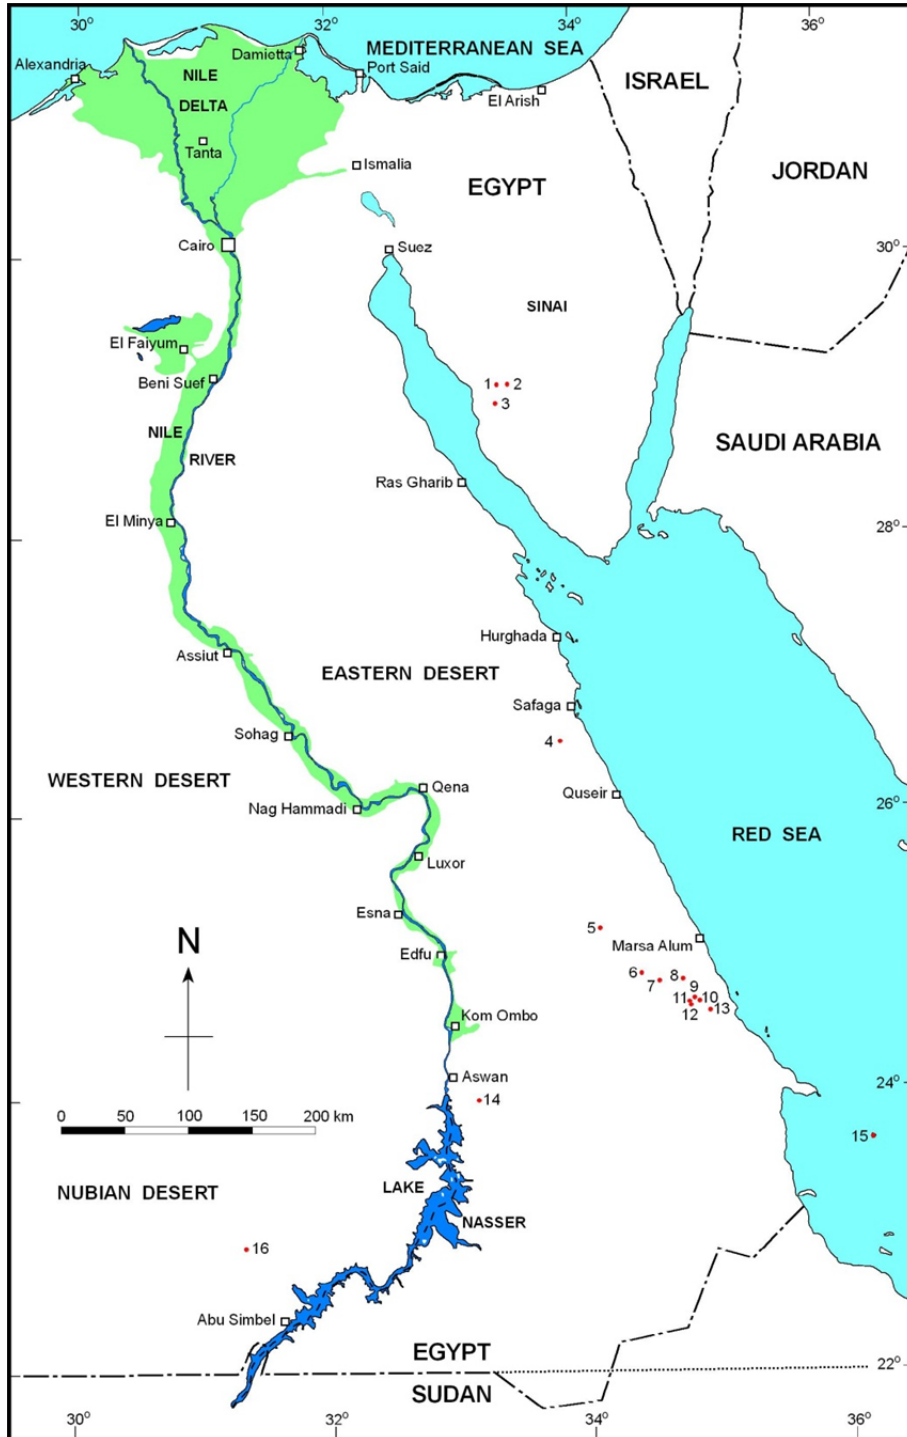 30° 32° 34° 36°
MEDITERRANEAN SEA
Damietta
Port Said
Alexandria
NILE
DELTA
ISRAEL
El Arish
Tanta
Ismalia
JORDAN
EGYPT
Cairo
Suez
30°
SINAI
El Faiyum
Beni Suef
1 2
3
NILE
RIVER
SAUDI ARABIA
Ras Gharib
El Minya
28°
Hurghada
Assiut
EASTERN DESERT
Safaga
Sohag
4
WESTERN DESERT
Qena
Quseir
Nag Hammadi
26°
RED SEA
Luxor
Esna
5
N
Marsa Alum
Edfu
6
7
8
9
11 10
12 13
Kom Ombo
Aswan
24°
14
0 50 100 150 200 km
15
LAKE
NUBIAN DESERT
NASSER
16
Abu Simbel
EGYPT
22°
SUDAN
30° 32° 34° 36°